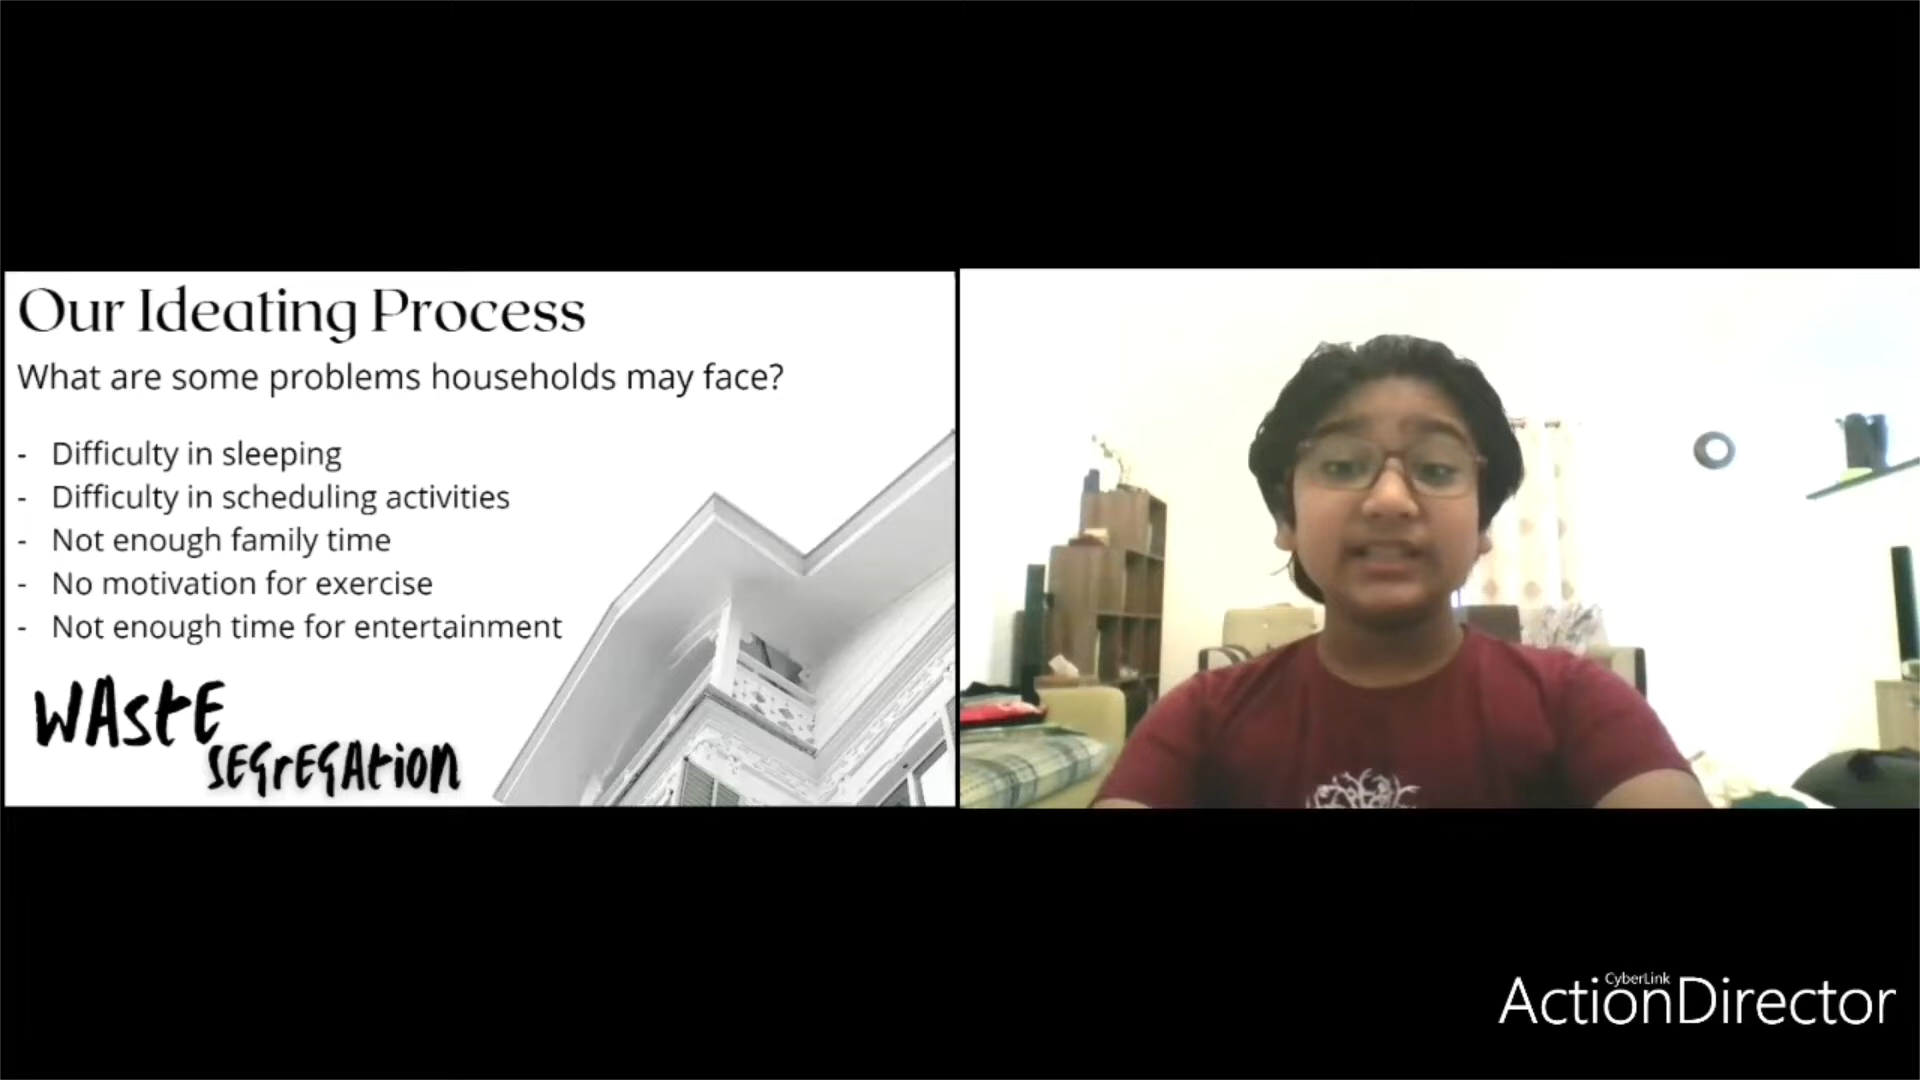 Our Ideating Process
What are some problems households may face?
- Difficulty in sleeping
- Difficulty in scheduling activities
- Not enough family time
- No motivation for exercise
- Not enough time for entertainment
WAstE
SEGrEGAtion
CyberLink
ActionDirector